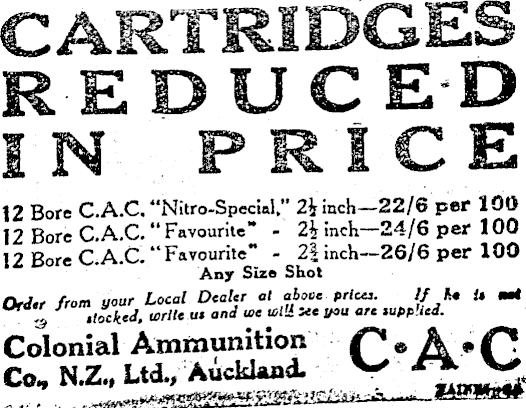 CARTRIDGES
REDUCED
IN PRICE
12 Bore C.A.C. "Nitro-Special," 2½ inch—22/6 per 100
12 Bore C.A.C. "Favourite" - 2½ inch—24/6 per 100
12 Bore C.A.C. "Favourite" - 2¾ inch—26/6 per 100
Any Size Shot
Order from your Local Dealer at above prices. If he is not
stocked, write us and we will see you are supplied.
Colonial Ammunition
Co., N.Z., Ltd., Auckland.
C·A·C